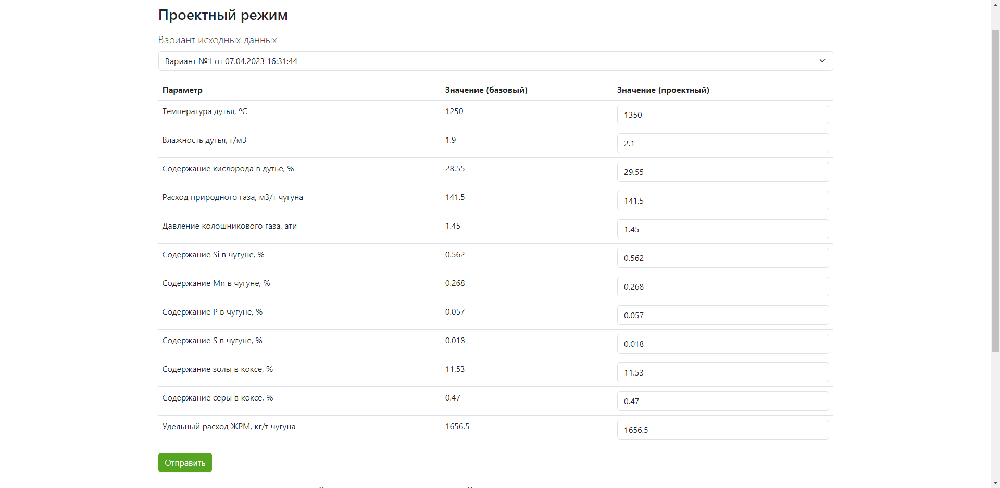 Проектный режим
Вариант исходных данных
Вариант №1 от 07.04.2023 16:31:44
Параметр Значение (базовый) Значение (проектный)
Температура дутья, ºС 1250 1350
Влажность дутья, г/м3 1.9 2.1
Содержание кислорода в дутье, % 28.55 29.55
Расход природного газа, м3/т чугуна 141.5 141.5
Давление колошникового газа, ати 1.45 1.45
Содержание Si в чугуне, % 0.562 0.562
Содержание Mn в чугуне, % 0.268 0.268
Содержание P в чугуне, % 0.057 0.057
Содержание S в чугуне, % 0.018 0.018
Содержание золы в коксе, % 11.53 11.53
Содержание серы в коксе, % 0.47 0.47
Удельный расход ЖРМ, кг/т чугуна 1656.5 1656.5
Отправить